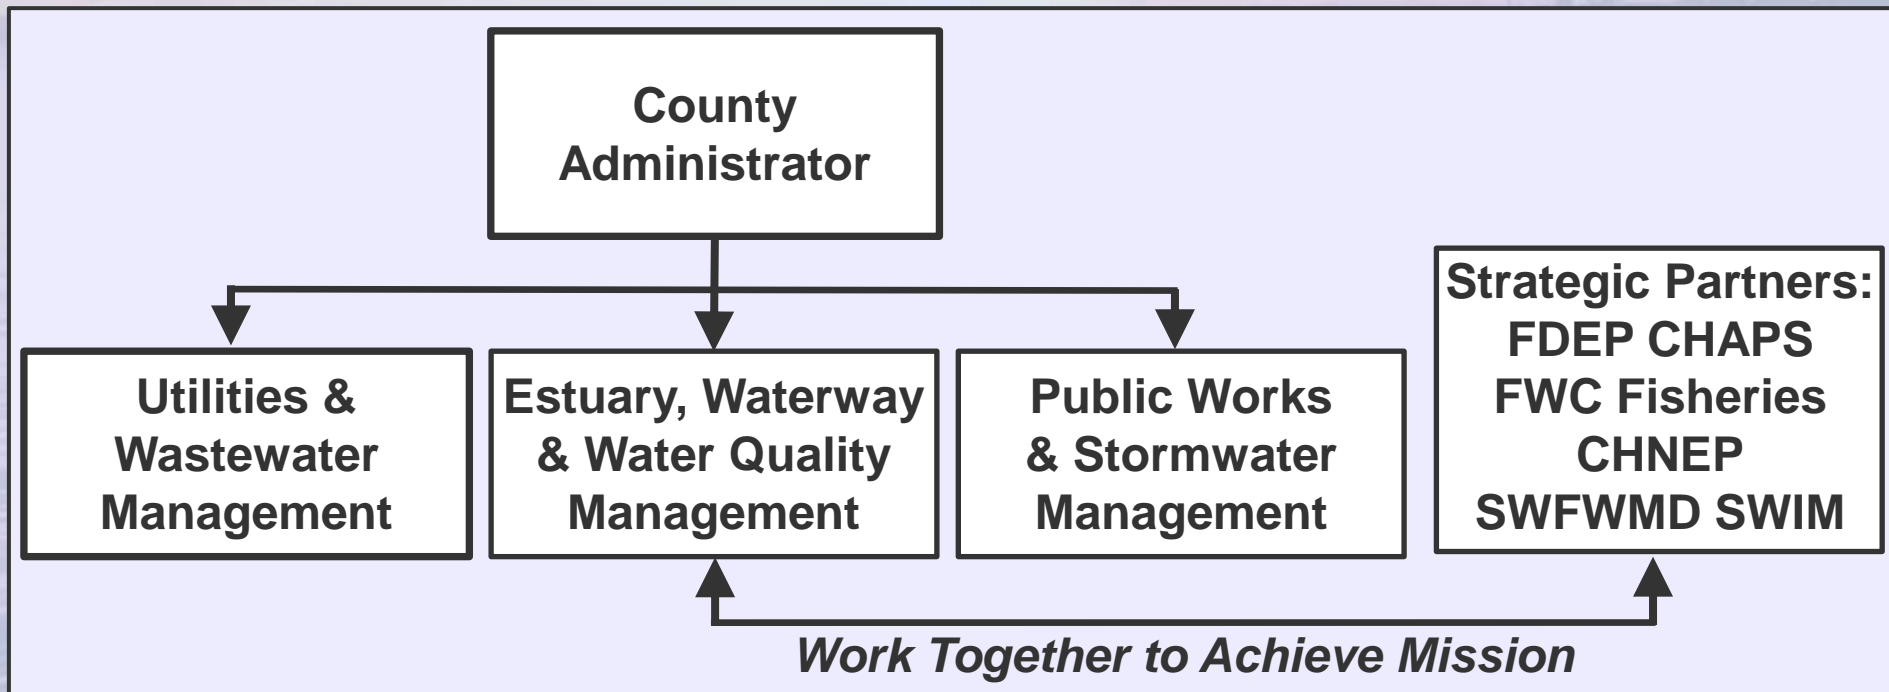 County
Administrator
Utilities &
Wastewater
Management
Estuary, Waterway
& Water Quality
Management
Public Works
& Stormwater
Management
Strategic Partners:
FDEP CHAPS
FWC Fisheries
CHNEP
SWFWMD SWIM
Work Together to Achieve Mission